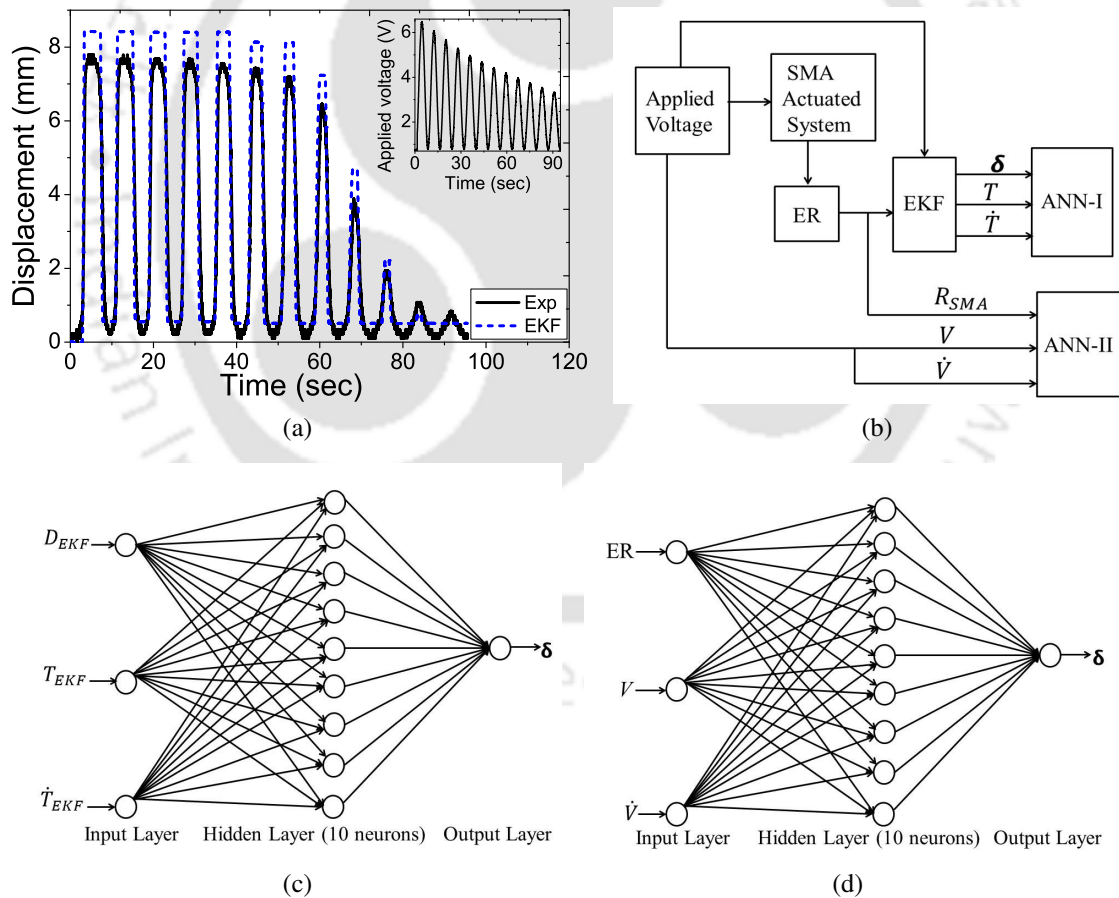 8
6
4
2
0
Displacement (mm)
0 20 40 60 80 100 120
Time (sec)
Exp
EKF
6
4
2
Applied voltage (V)
0 30 60 90
Time (sec)
(a)
Applied Voltage
SMA Actuated System
ER
EKF
δ
T
Ṫ
ANN-I
R_SMA
V
V̇
ANN-II
(b)
D_EKF
T_EKF
Ṫ_EKF
δ
Input Layer Hidden Layer (10 neurons) Output Layer
(c)
ER
V
V̇
δ
Input Layer Hidden Layer (10 neurons) Output Layer
(d)